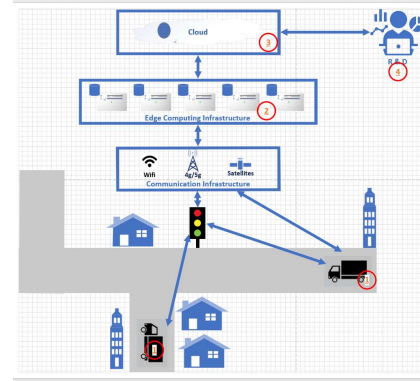 Cloud
3
R & D
4
2
Edge Computing Infrastructure
Wifi
4g/5g
Satellites
Communication Infrastructure
1